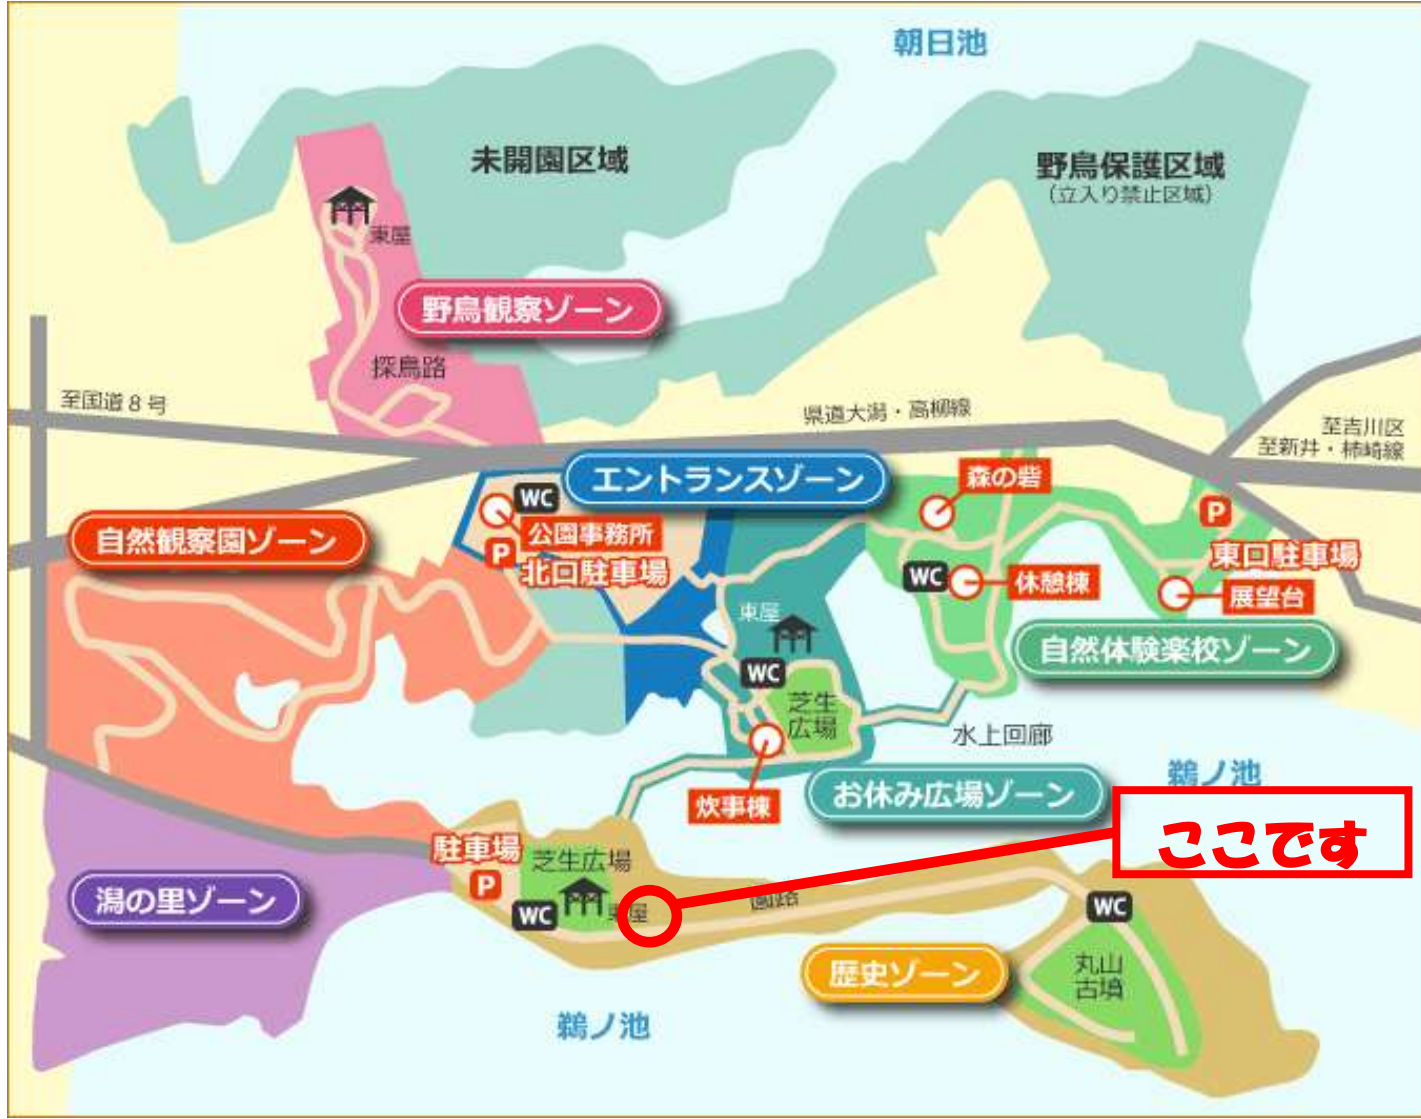 朝日池
未開園区域
野鳥保護区域
(立入り禁止区域)
東屋
野鳥観察ゾーン
探鳥路
至国道8号
県道大潟・高柳線
至吉川区
至新井・柿崎線
エントランスゾーン
WC
公園事務所
P
北口駐車場
自然観察園ゾーン
森の砦
P
東口駐車場
WC
休憩棟
展望台
東屋
自然体験楽校ゾーン
WC
芝生
広場
水上回廊
炊事棟
お休み広場ゾーン
鵜ノ池
ここです
駐車場
P
芝生広場
WC
東屋
園路
潟の里ゾーン
WC
丸山
古墳
歴史ゾーン
鵜ノ池